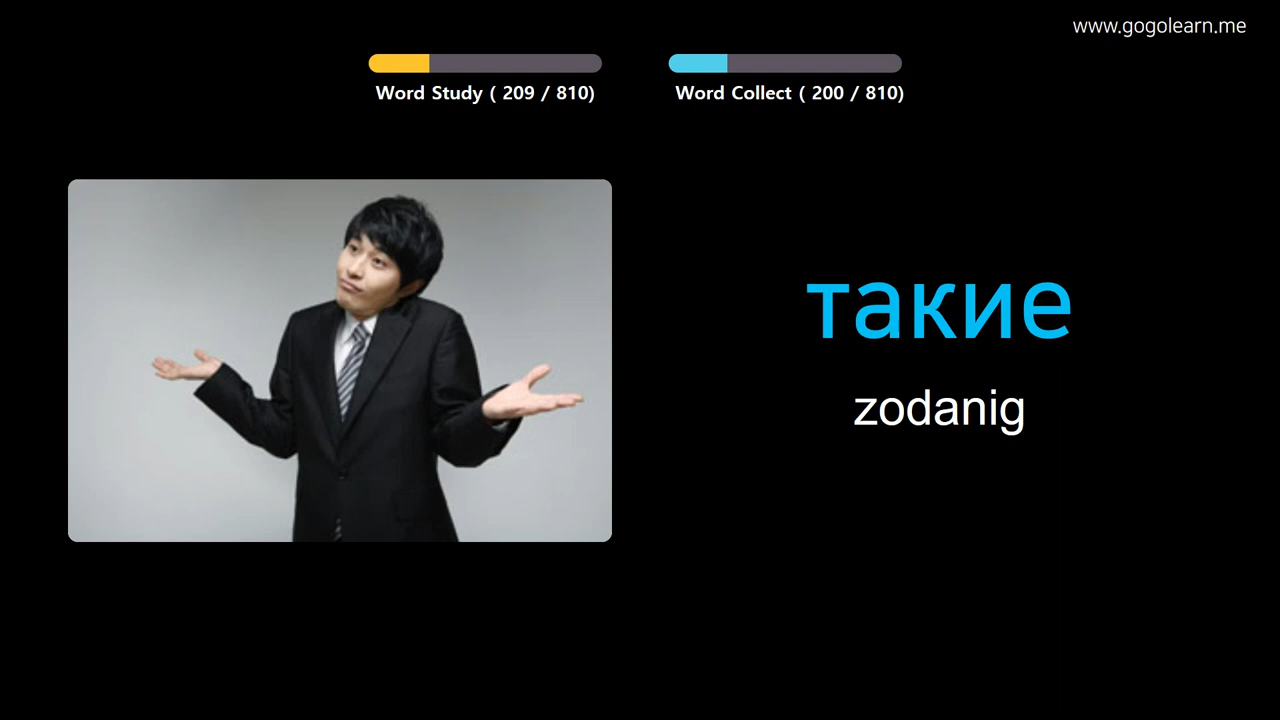 www.gogolearn.me
Word Study ( 209 / 810)
Word Collect ( 200 / 810)
такие
zodanig